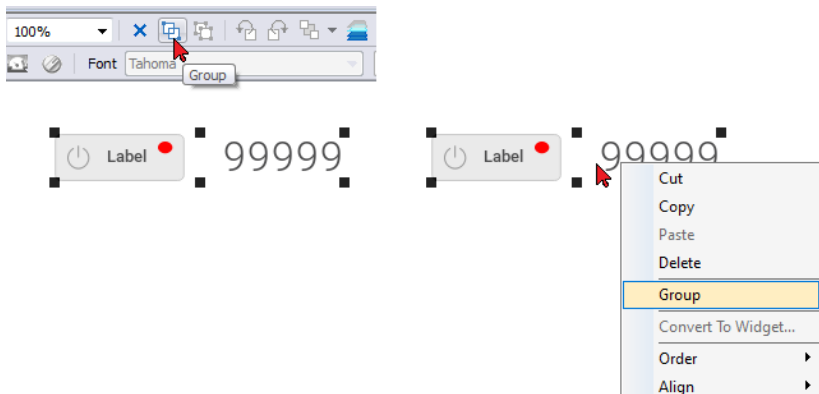 100%
Font Tahoma
Group
Label 99999
Label 99999
Cut
Copy
Paste
Delete
Group
Convert To Widget...
Order
Align